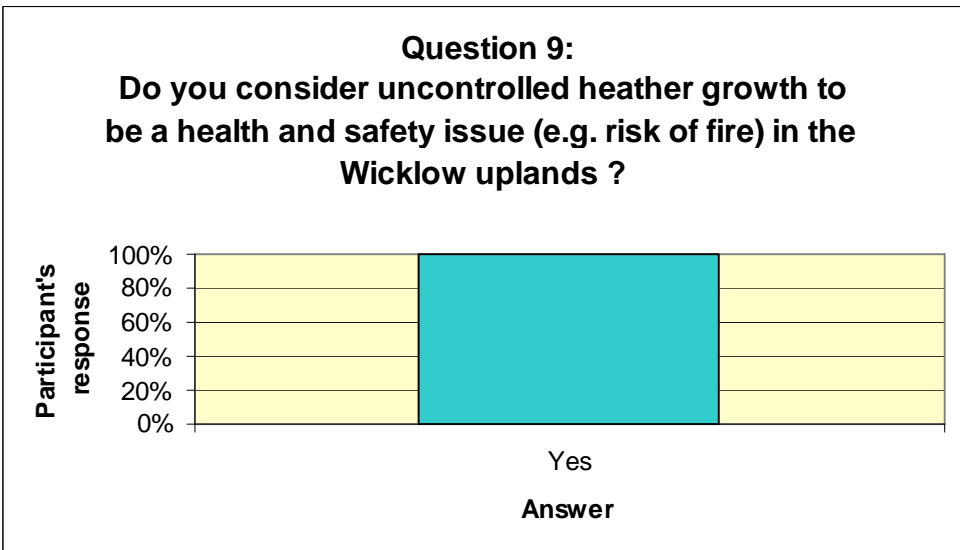 Question 9:
Do you consider uncontrolled heather growth to
be a health and safety issue (e.g. risk of fire) in the
Wicklow uplands ?
Participant's
response
100%
80%
60%
40%
20%
0%
Yes
Answer